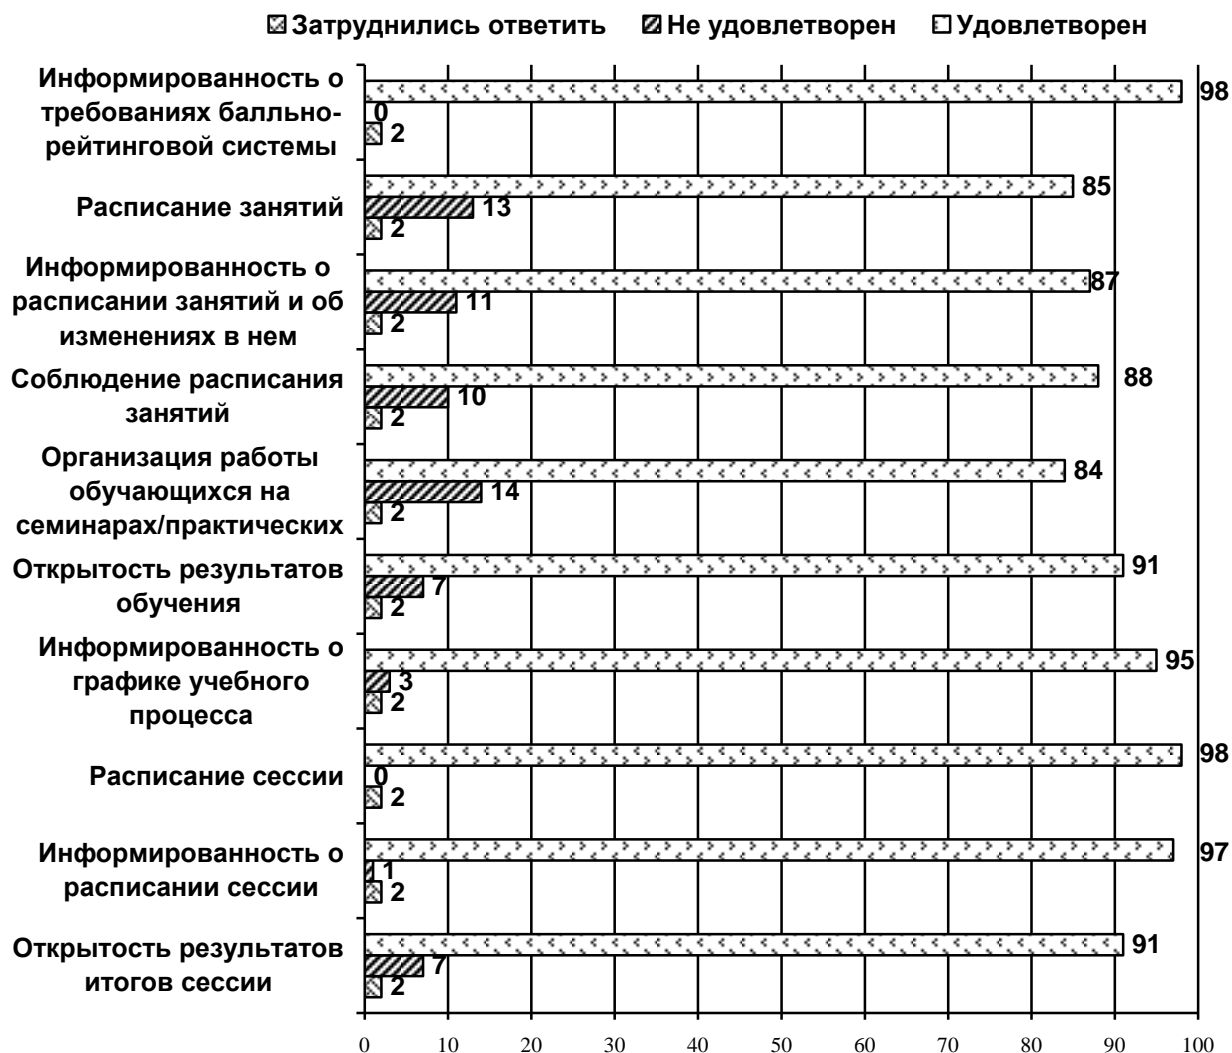 Затруднились ответить Не удовлетворен Удовлетворен
Информированность о
требованиях балльно-
рейтинговой системы
98
0
2
Расписание занятий
85
13
2
Информированность о
расписании занятий и об
изменениях в нем
87
11
2
Соблюдение расписания
занятий
88
10
2
Организация работы
обучающихся на
семинарах/практических
84
14
2
Открытость результатов
обучения
91
7
2
Информированность о
графике учебного
процесса
95
3
2
Расписание сессии
98
0
2
Информированность о
расписании сессии
97
1
2
Открытость результатов
итогов сессии
91
7
2
0 10 20 30 40 50 60 70 80 90 100